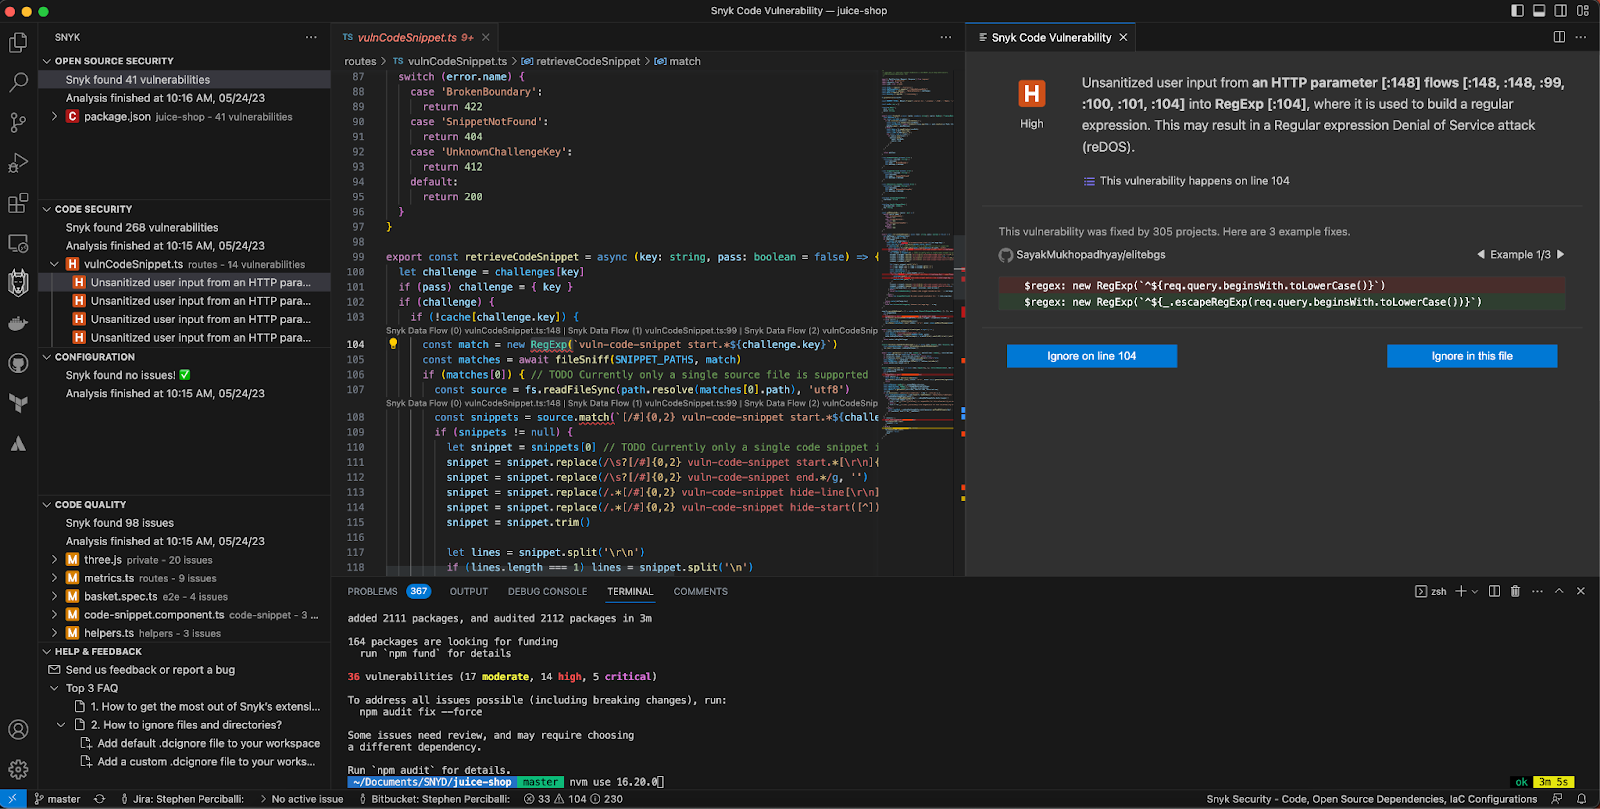 Snyk Code Vulnerability — juice-shop
SNYK
OPEN SOURCE SECURITY
Snyk found 41 vulnerabilities
Analysis finished at 10:16 AM, 05/24/23
C package.json juice-shop - 41 vulnerabilities
CODE SECURITY
Snyk found 268 vulnerabilities
Analysis finished at 10:15 AM, 05/24/23
H vulnCodeSnippet.ts routes - 14 vulnerabilities
H Unsanitized user input from an HTTP para...
H Unsanitized user input from an HTTP para...
H Unsanitized user input from an HTTP para...
H Unsanitized user input from an HTTP para...
CONFIGURATION
Snyk found no issues! ✅
Analysis finished at 10:15 AM, 05/24/23
CODE QUALITY
Snyk found 98 issues
Analysis finished at 10:15 AM, 05/24/23
M three.js private - 20 issues
M metrics.ts routes - 9 issues
M basket.spec.ts e2e - 4 issues
M code-snippet.component.ts code-snippet - 3 ...
M helpers.ts helpers - 3 issues
HELP & FEEDBACK
Send us feedback or report a bug
Top 3 FAQ
1. How to get the most out of Snyk's extensi...
2. How to ignore files and directories?
Add default .dcignore file to your workspace
Add a custom .dcignore file to your works...
TS vulnCodeSnippet.ts 9+
routes > TS vulnCodeSnippet.ts > retrieveCodeSnippet > match
87 switch (error.name) {
88 case 'BrokenBoundary':
89 return 422
90 case 'SnippetNotFound':
91 return 404
92 case 'UnknownChallengeKey':
93 return 412
94 default:
95 return 200
96 }
97 }
98
99 export const retrieveCodeSnippet = async (key: string, pass: boolean = false) => {
100 let challenge = challenges[key]
101 if (pass) challenge = { key }
102 if (challenge) {
103 if (!cache[challenge.key]) {
Snyk Data Flow (0) vulnCodeSnippet.ts:148 | Snyk Data Flow (1) vulnCodeSnippet.ts:99 | Snyk Data Flow (2) vulnCodeSnip
104 const match = new RegExp(`vuln-code-snippet start.*${challenge.key}`)
105 const matches = await fileSniff(SNIPPET_PATHS, match)
106 if (matches[0]) { // TODO Currently only a single source file is supported
107 const source = fs.readFileSync(path.resolve(matches[0].path), 'utf8')
Snyk Data Flow (0) vulnCodeSnippet.ts:148 | Snyk Data Flow (1) vulnCodeSnippet.ts:99 | Snyk Data Flow (2) vulnCodeSnip
108 const snippets = source.match(`[/#]{0,2} vuln-code-snippet start.*${challe
109 if (snippets != null) {
110 let snippet = snippets[0] // TODO Currently only a single code snippet i
111 snippet = snippet.replace(/\s?[/#]{0,2} vuln-code-snippet start.*[\r\n]{
112 snippet = snippet.replace(/\s?[/#]{0,2} vuln-code-snippet end.*/g, '')
113 snippet = snippet.replace(/.*[/#]{0,2} vuln-code-snippet hide-line[\r\n]
114 snippet = snippet.replace(/.*[/#]{0,2} vuln-code-snippet hide-start([^])
115 snippet = snippet.trim()
116
117 let lines = snippet.split('\r\n')
118 if (lines.length === 1) lines = snippet.split('\n')
Snyk Code Vulnerability
H
High
Unsanitized user input from an HTTP parameter [:148] flows [:148, :148, :99,
:100, :101, :104] into RegExp [:104], where it is used to build a regular
expression. This may result in a Regular expression Denial of Service attack
(reDOS).
This vulnerability happens on line 104
This vulnerability was fixed by 305 projects. Here are 3 example fixes.
SayakMukhopadhyay/elitebgs
Example 1/3
$regex: new RegExp(`^${req.query.beginsWith.toLowerCase()}`)
$regex: new RegExp(`^${_.escapeRegExp(req.query.beginsWith.toLowerCase())}`)
Ignore on line 104
Ignore in this file
PROBLEMS 367 OUTPUT DEBUG CONSOLE TERMINAL COMMENTS
zsh
added 2111 packages, and audited 2112 packages in 3m
164 packages are looking for funding
run `npm fund` for details
36 vulnerabilities (17 moderate, 14 high, 5 critical)
To address all issues possible (including breaking changes), run:
npm audit fix --force
Some issues need review, and may require choosing
a different dependency.
Run `npm audit` for details.
~/Documents/SNYD/juice-shop master nvm use 16.20.0
ok 3m 5s
master Jira: Stephen Perciballi: No active issue Bitbucket: Stephen Perciballi: 33 104 230
Snyk Security - Code, Open Source Dependencies, IaC Configurations